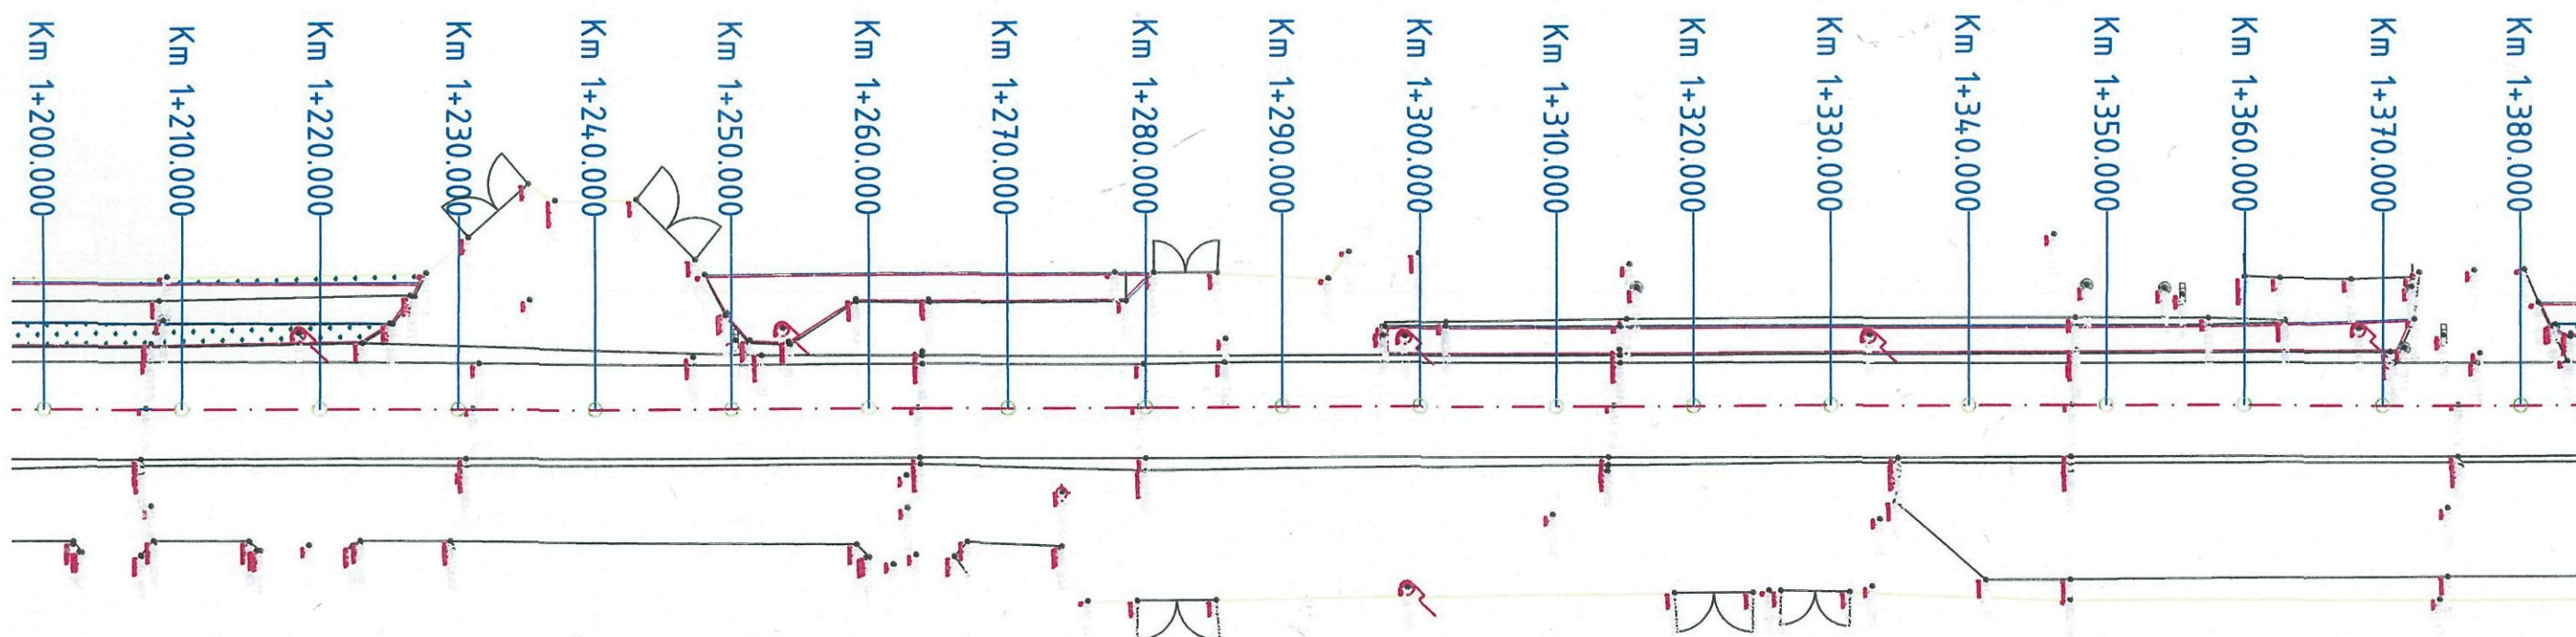 Km 1+200.000
Km 1+210.000
Km 1+220.000
Km 1+230.000
Km 1+240.000
Km 1+250.000
Km 1+260.000
Km 1+270.000
Km 1+280.000
Km 1+290.000
Km 1+300.000
Km 1+310.000
Km 1+320.000
Km 1+330.000
Km 1+340.000
Km 1+350.000
Km 1+360.000
Km 1+370.000
Km 1+380.000